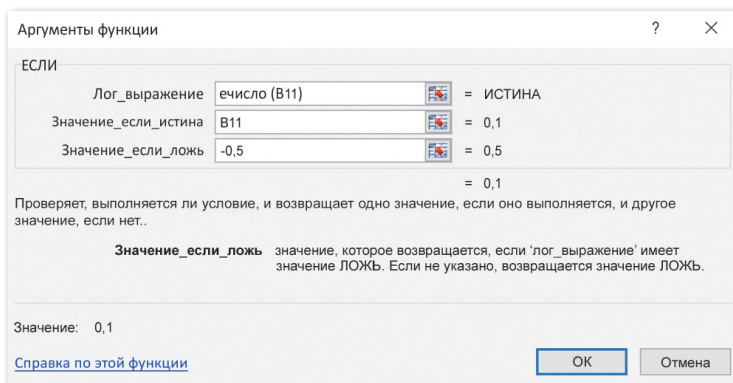 Аргументы функции ? ×
ЕСЛИ
Лог_выражение ечисло (B11) = ИСТИНА
Значение_если_истина B11 = 0,1
Значение_если_ложь -0,5 = 0,5
= 0,1
Проверяет, выполняется ли условие, и возвращает одно значение, если оно выполняется, и другое
значение, если нет..
Значение_если_ложь значение, которое возвращается, если ‘лог_выражение’ имеет
значение ЛОЖЬ. Если не указано, возвращается значение ЛОЖЬ.
Значение: 0,1
Справка по этой функции ОК Отмена